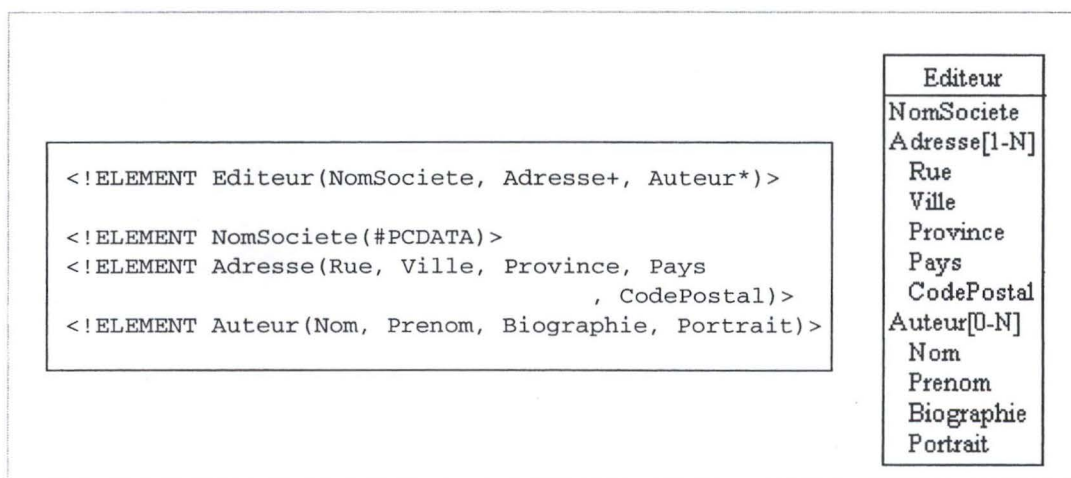 <!ELEMENT Editeur(NomSociete, Adresse+, Auteur*)>
<!ELEMENT NomSociete(#PCDATA)>
<!ELEMENT Adresse(Rue, Ville, Province, Pays
, CodePostal)>
<!ELEMENT Auteur(Nom, Prenom, Biographie, Portrait)>
Editeur
NomSociete
Adresse[1-N]
Rue
Ville
Province
Pays
CodePostal
Auteur[0-N]
Nom
Prenom
Biographie
Portrait